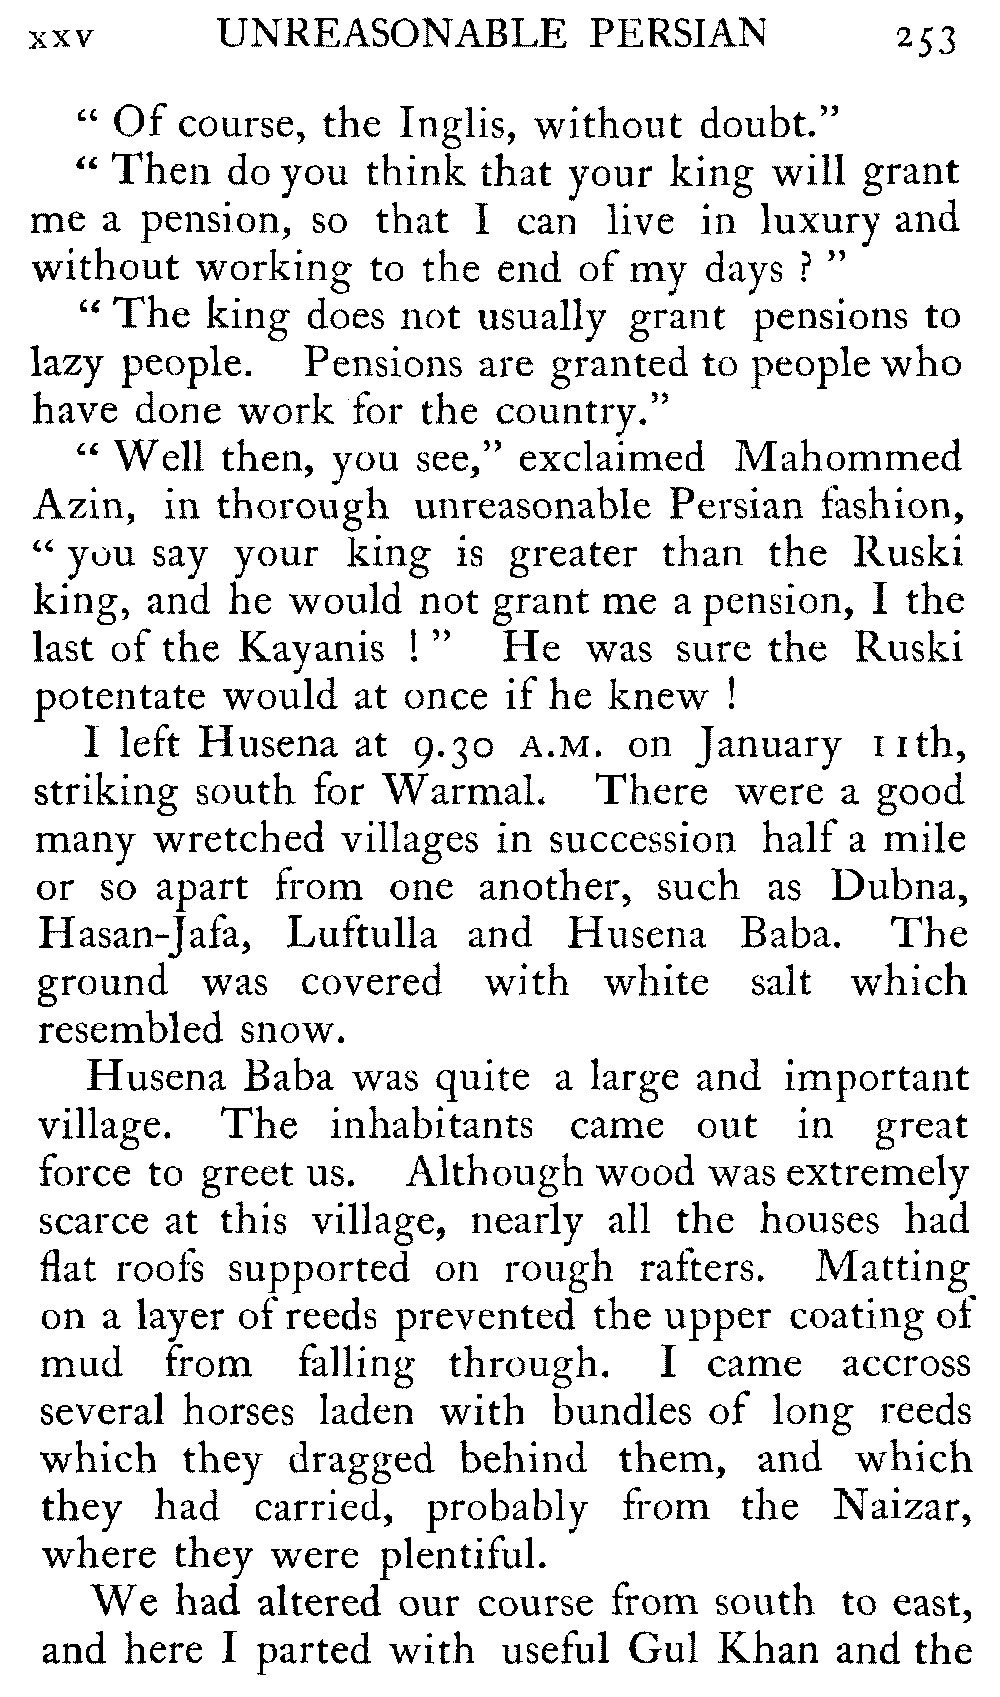 xxv UNREASONABLE PERSIAN 253
“ Of course, the Inglis, without doubt.”
“ Then do you think that your king will grant
me a pension, so that I can live in luxury and
without working to the end of my days ? ”
“ The king does not usually grant pensions to
lazy people. Pensions are granted to people who
have done work for the country.”
“ Well then, you see,” exclaimed Mahommed
Azin, in thorough unreasonable Persian fashion,
“ you say your king is greater than the Ruski
king, and he would not grant me a pension, I the
last of the Kayanis ! ” He was sure the Ruski
potentate would at once if he knew !
I left Husena at 9.30 A.M. on January 11th,
striking south for Warmal. There were a good
many wretched villages in succession half a mile
or so apart from one another, such as Dubna,
Hasan-Jafa, Luftulla and Husena Baba. The
ground was covered with white salt which
resembled snow.
Husena Baba was quite a large and important
village. The inhabitants came out in great
force to greet us. Although wood was extremely
scarce at this village, nearly all the houses had
flat roofs supported on rough rafters. Matting
on a layer of reeds prevented the upper coating of
mud from falling through. I came accross
several horses laden with bundles of long reeds
which they dragged behind them, and which
they had carried, probably from the Naizar,
where they were plentiful.
We had altered our course from south to east,
and here I parted with useful Gul Khan and the